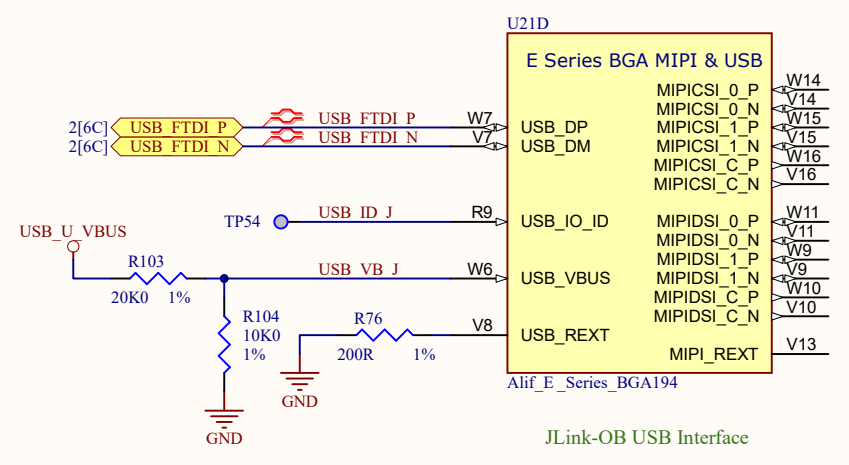 U21D
E Series BGA MIPI & USB
MIPICSI_0_P W14
MIPICSI_0_N V14
2[6C] USB_FTDI_P USB_FTDI_P W7 USB_DP MIPICSI_1_P W15
2[6C] USB_FTDI_N USB_FTDI_N V7 USB_DM MIPICSI_1_N V15
MIPICSI_C_P W16
MIPICSI_C_N V16
TP54 USB_ID_J R9 USB_IO_ID MIPIDSI_0_P W11
USB_U_VBUS MIPIDSI_0_N V11
R103 MIPIDSI_1_P W9
USB_VB_J W6 USB_VBUS MIPIDSI_1_N V9
20K0 1% MIPIDSI_C_P W10
R104 R76 MIPIDSI_C_N V10
10K0 V8 USB_REXT
1% 200R 1% MIPI_REXT V13
Alif_E_Series_BGA194
GND
GND
JLink-OB USB Interface